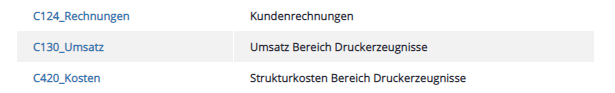 C124_Rechnungen Kundenrechnungen
C130_Umsatz Umsatz Bereich Druckerzeugnisse
C420_Kosten Strukturkosten Bereich Druckerzeugnisse